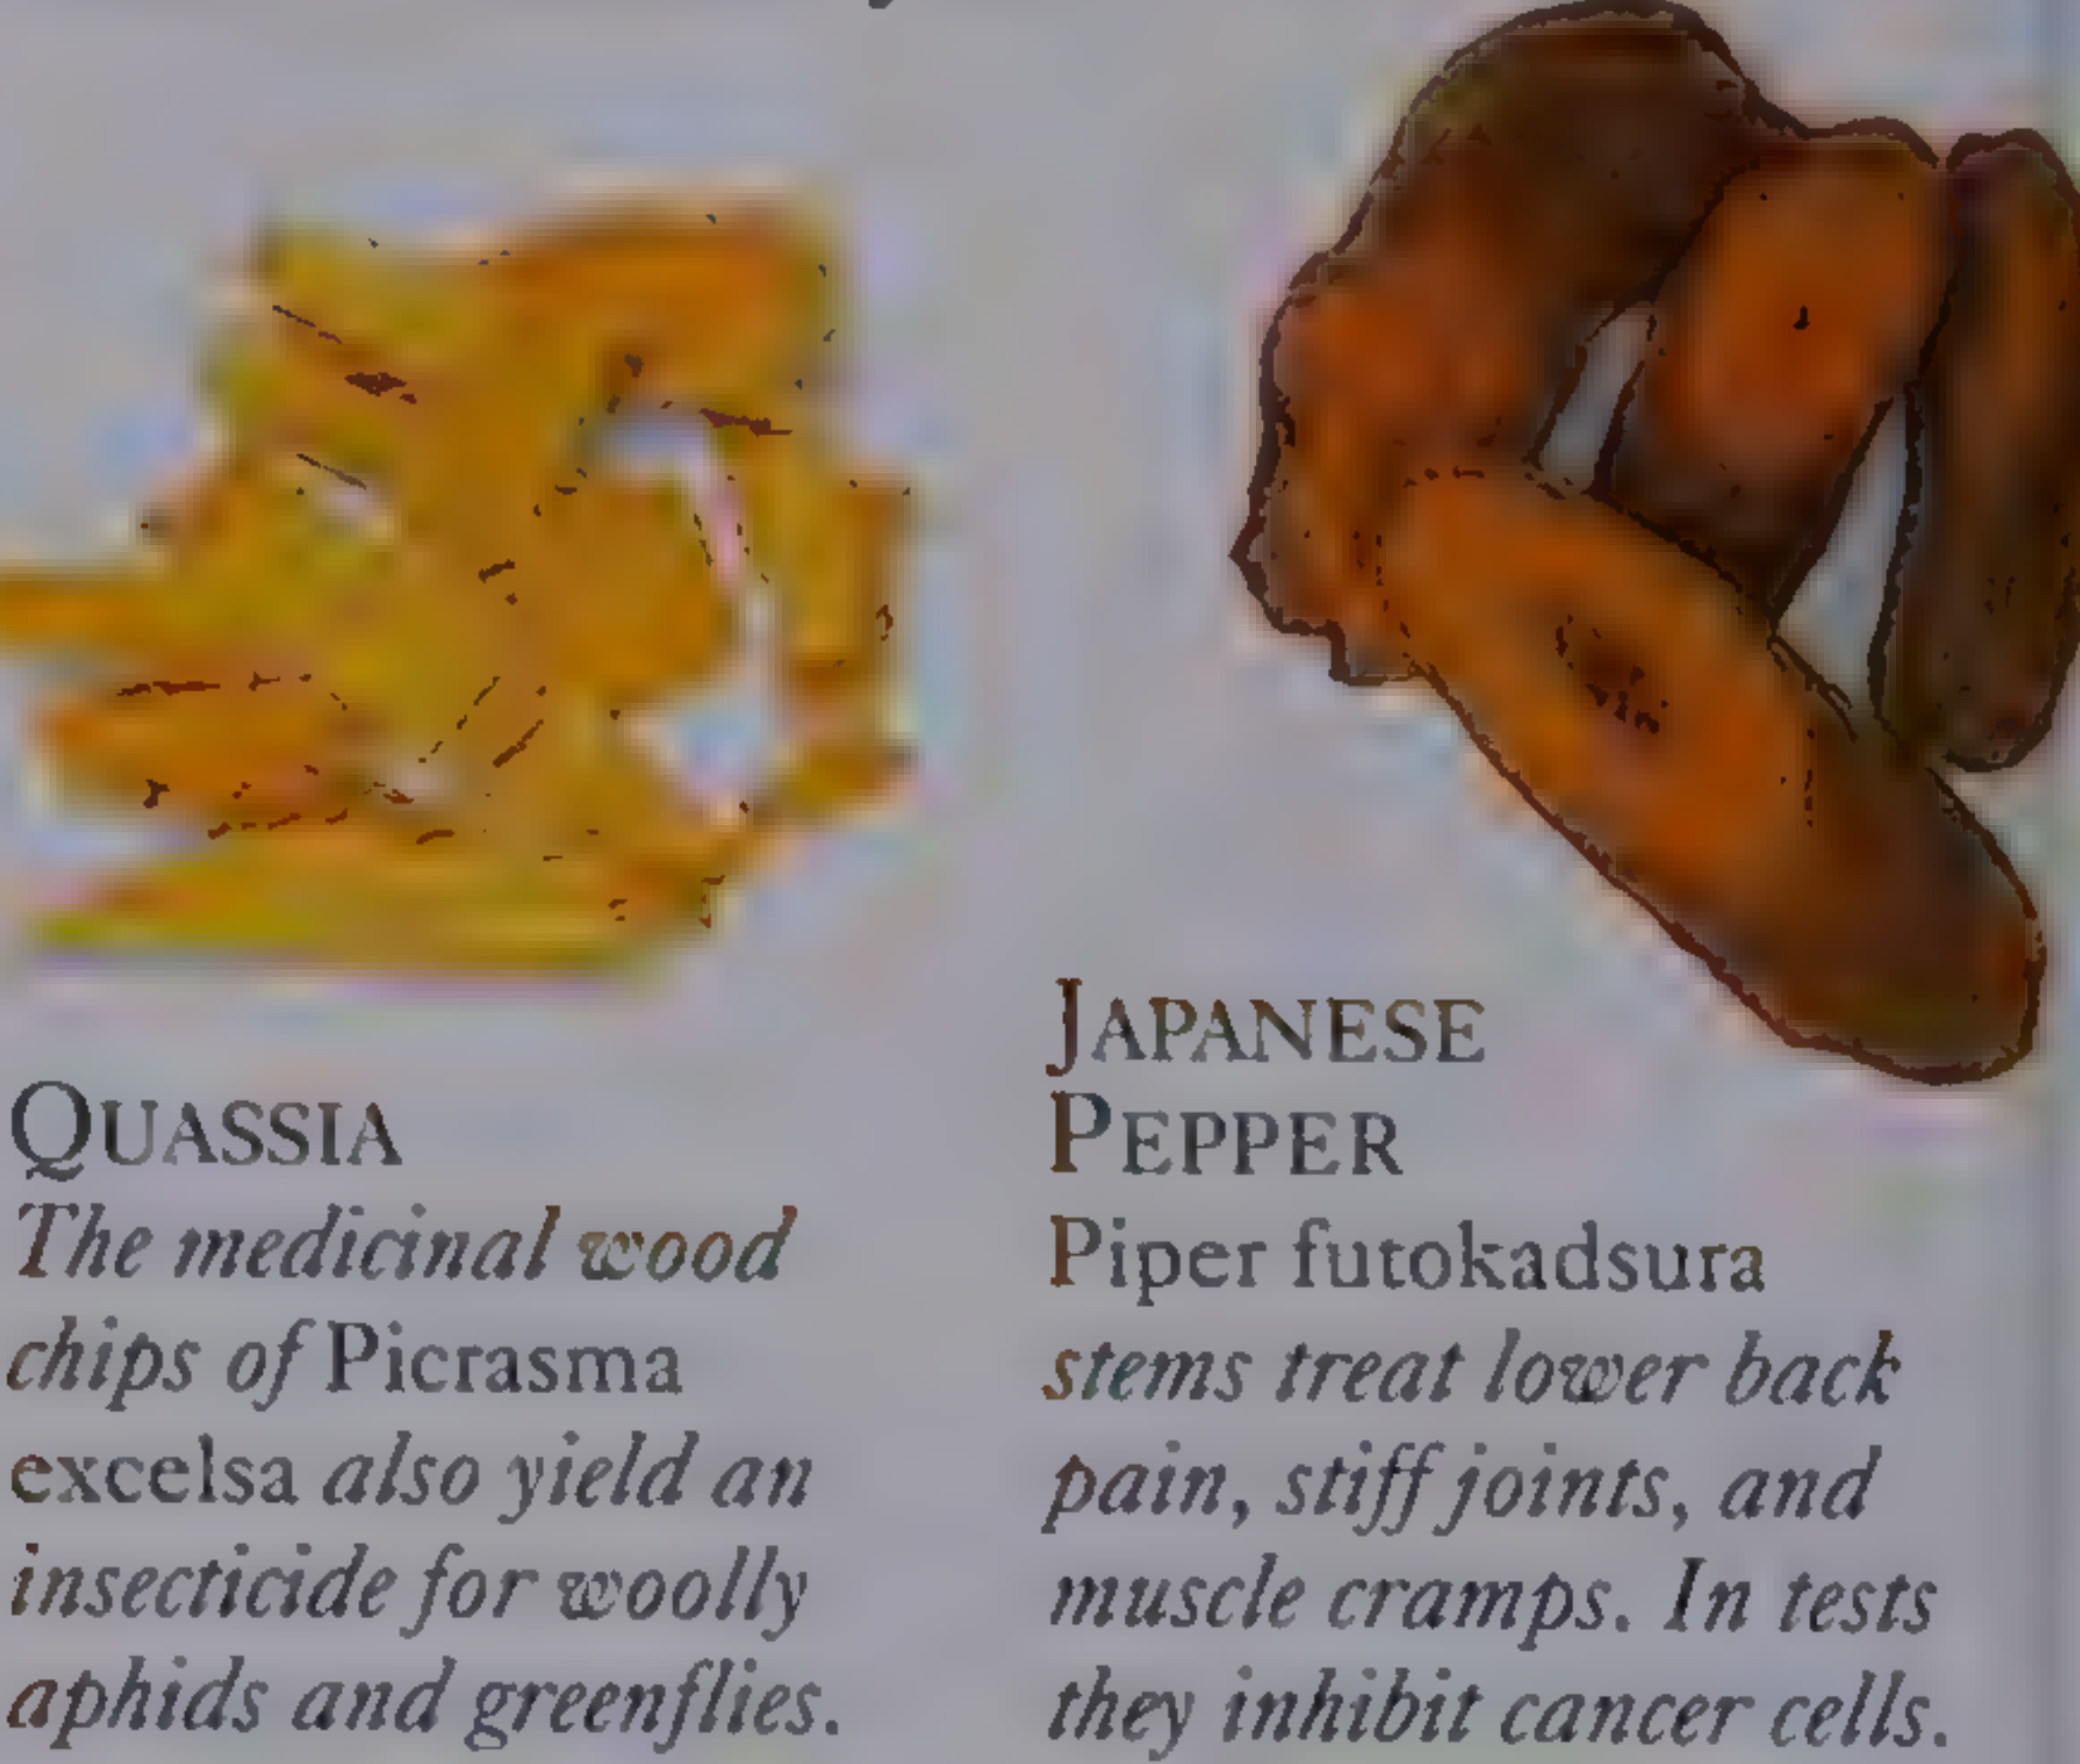 QUASSIA
The medicinal wood
chips of Picrasma
excelsa also yield an
insecticide for woolly
aphids and greenflies.
JAPANESE
PEPPER
Piper futokadsura
stems treat lower back
pain, stiff joints, and
muscle cramps. In tests
they inhibit cancer cells.